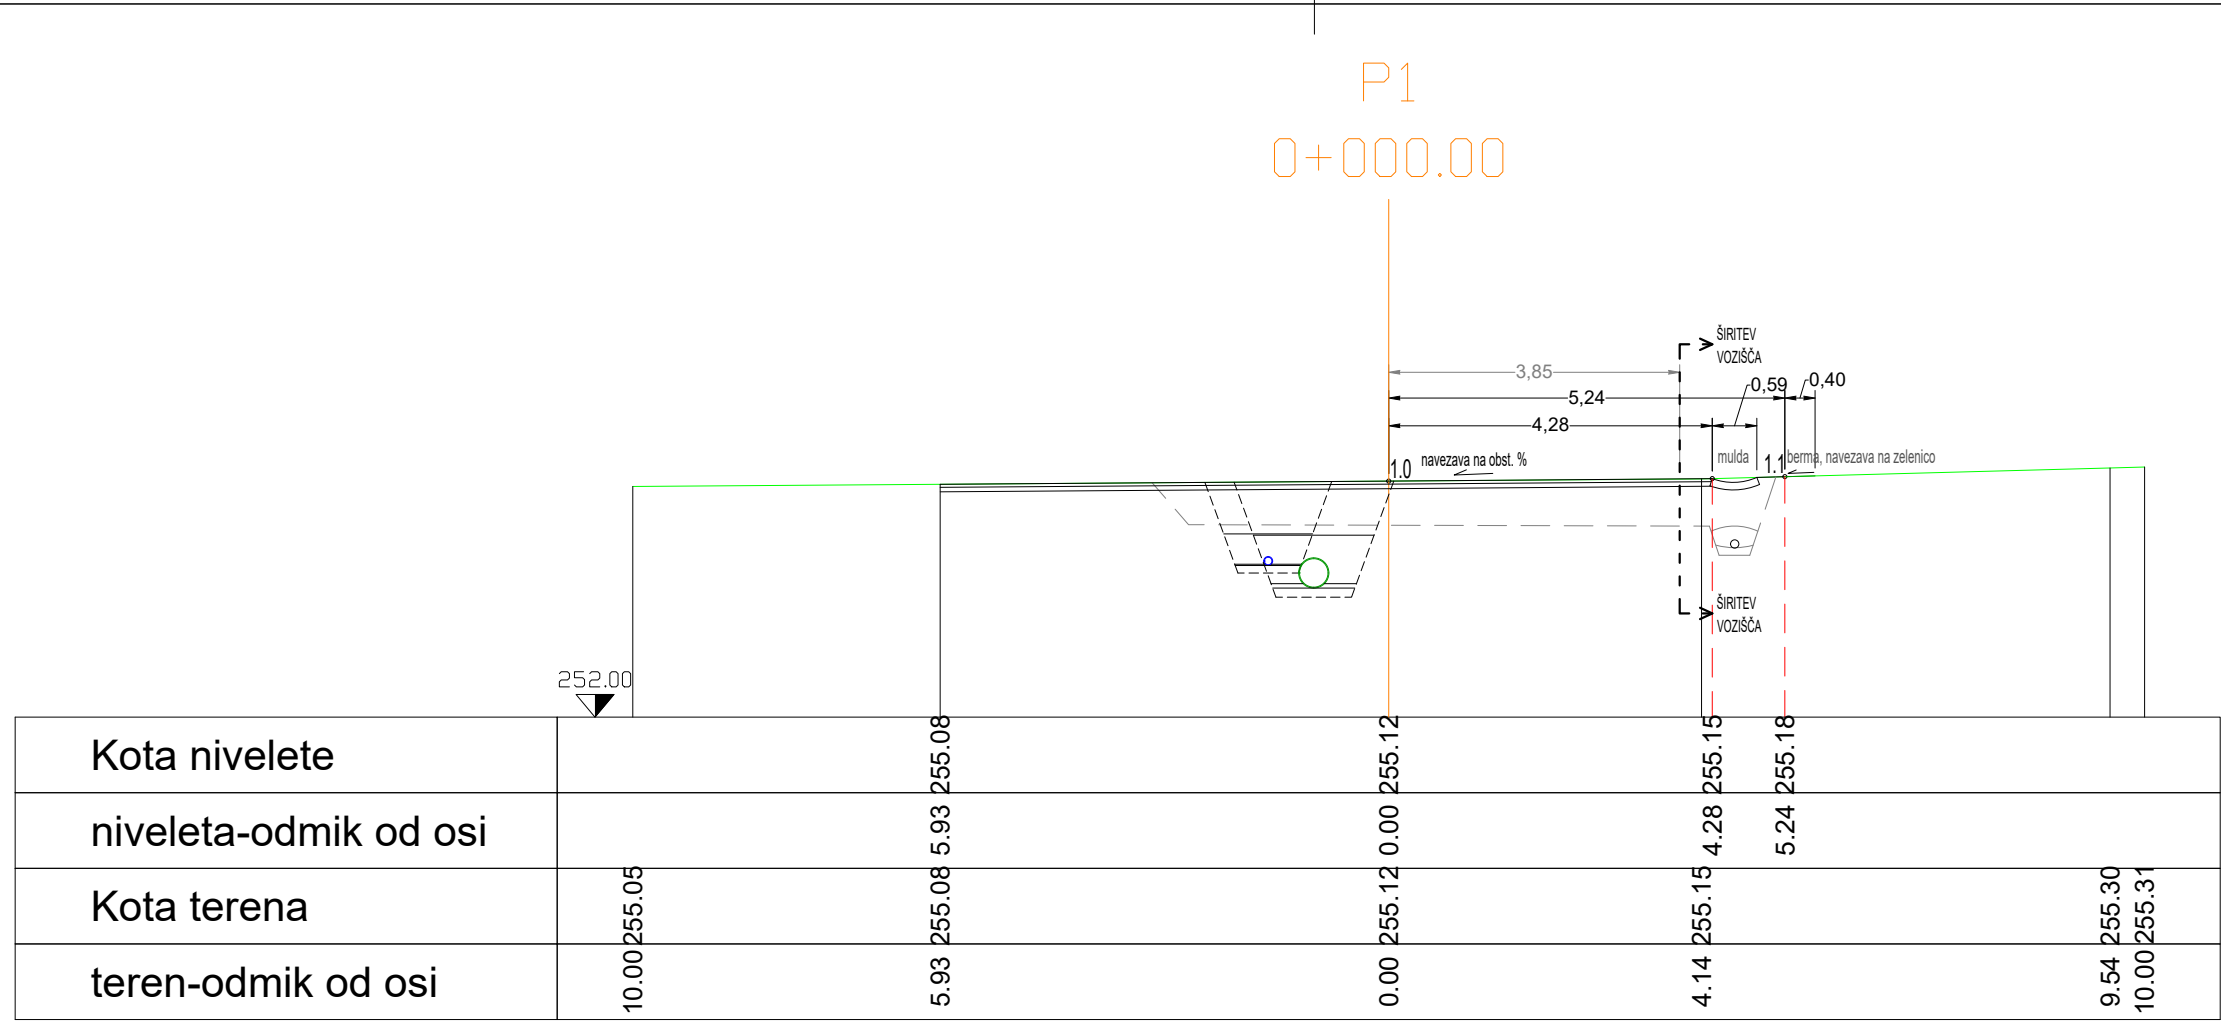 P1
0+000.00
ŠIRITEV
VOZIŠČA
3,85
0,59
0,40
5,24
4,28
1.0
navezava na obst. %
mulda
1.1
berma, navezava na zelenico
ŠIRITEV
VOZIŠČA
252.00
Kota nivelete
255.08
255.12
255.15
255.18
niveleta-odmik od osi
5.93
0.00
4.28
5.24
Kota terena
255.05
255.08
255.12
255.15
255.30
255.31
teren-odmik od osi
10.00
5.93
0.00
4.14
9.54
10.00